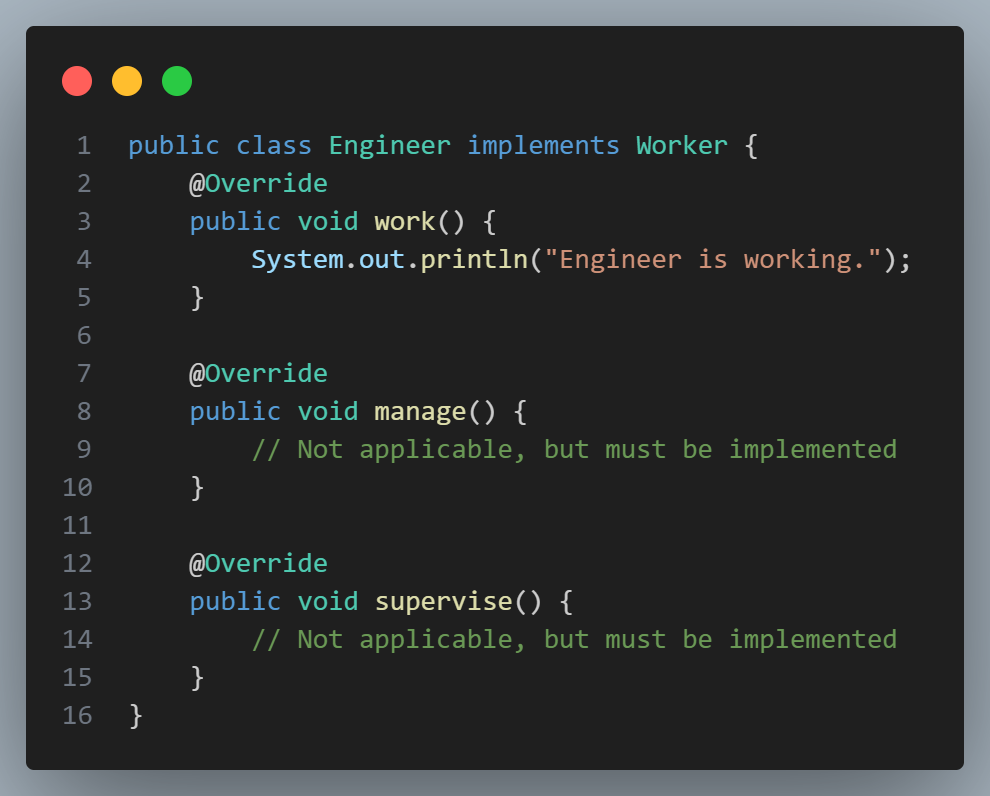 1 public class Engineer implements Worker {
2     @Override
3     public void work() {
4         System.out.println("Engineer is working.");
5     }
6
7     @Override
8     public void manage() {
9         // Not applicable, but must be implemented
10     }
11
12     @Override
13     public void supervise() {
14         // Not applicable, but must be implemented
15     }
16 }